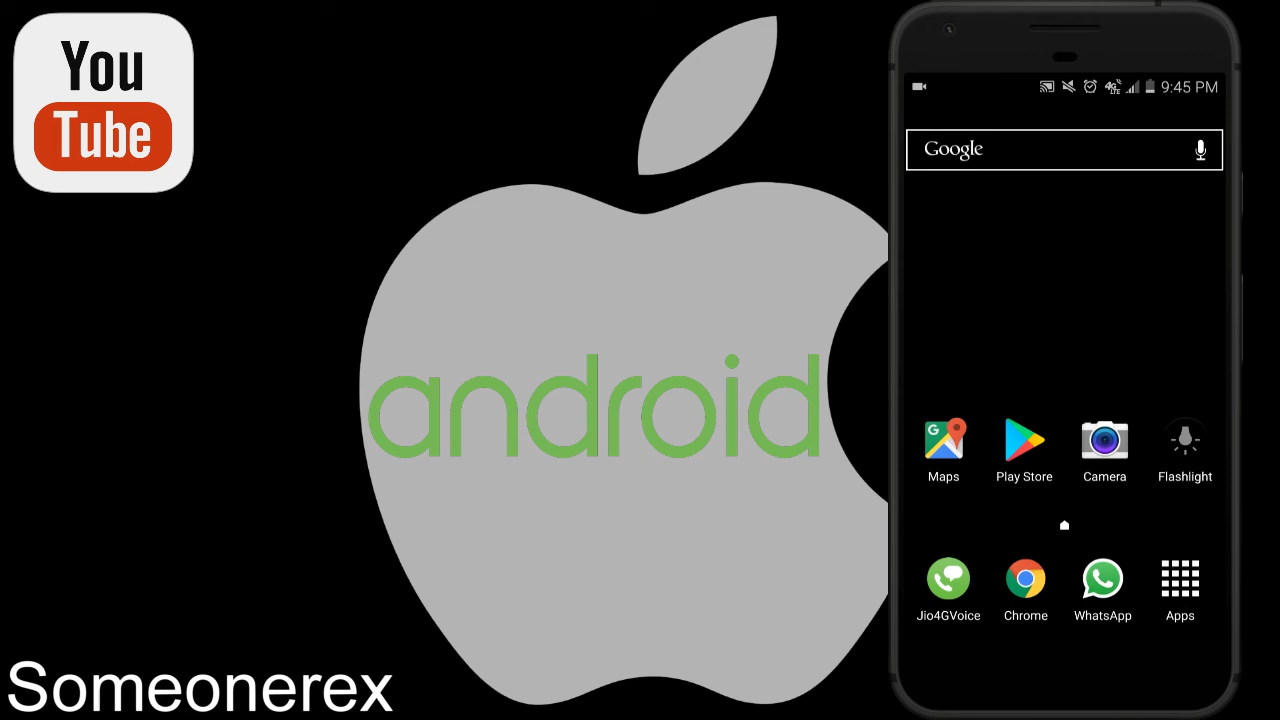 You
Tube
9:45 PM
Google
android
Maps
Play Store
Camera
Flashlight
Jio4GVoice
Chrome
WhatsApp
Apps
Someonerex